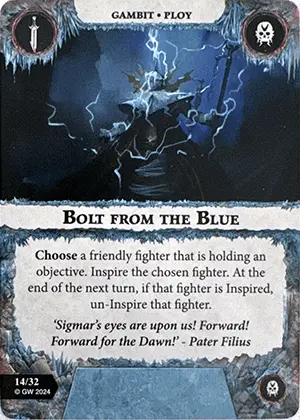 GAMBIT • PLOY
BOLT FROM THE BLUE
Choose a friendly fighter that is holding an
objective. Inspire the chosen fighter. At the
end of the next turn, if that fighter is Inspired,
un-Inspire that fighter.
'Sigmar's eyes are upon us! Forward!
Forward for the Dawn!' - Pater Filius
14/32
© GW 2024